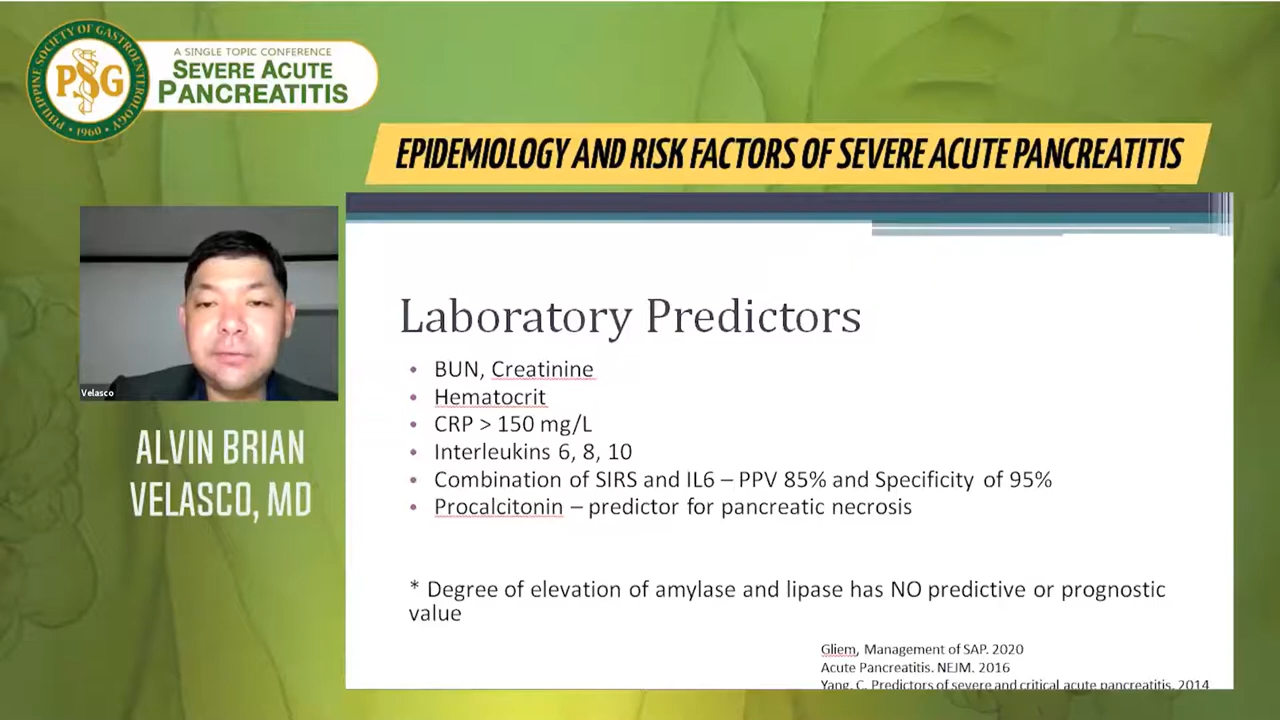 PHILIPPINE SOCIETY OF GASTROENTEROLOGY
PSG
• 1960 •
A SINGLE TOPIC CONFERENCE
SEVERE ACUTE
PANCREATITIS
EPIDEMIOLOGY AND RISK FACTORS OF SEVERE ACUTE PANCREATITIS
Velasco
ALVIN BRIAN
VELASCO, MD
Laboratory Predictors
• BUN, Creatinine
• Hematocrit
• CRP > 150 mg/L
• Interleukins 6, 8, 10
• Combination of SIRS and IL6 – PPV 85% and Specificity of 95%
• Procalcitonin – predictor for pancreatic necrosis
* Degree of elevation of amylase and lipase has NO predictive or prognostic
value
Gliem, Management of SAP. 2020
Acute Pancreatitis. NEJM. 2016
Yang, C. Predictors of severe and critical acute pancreatitis. 2014